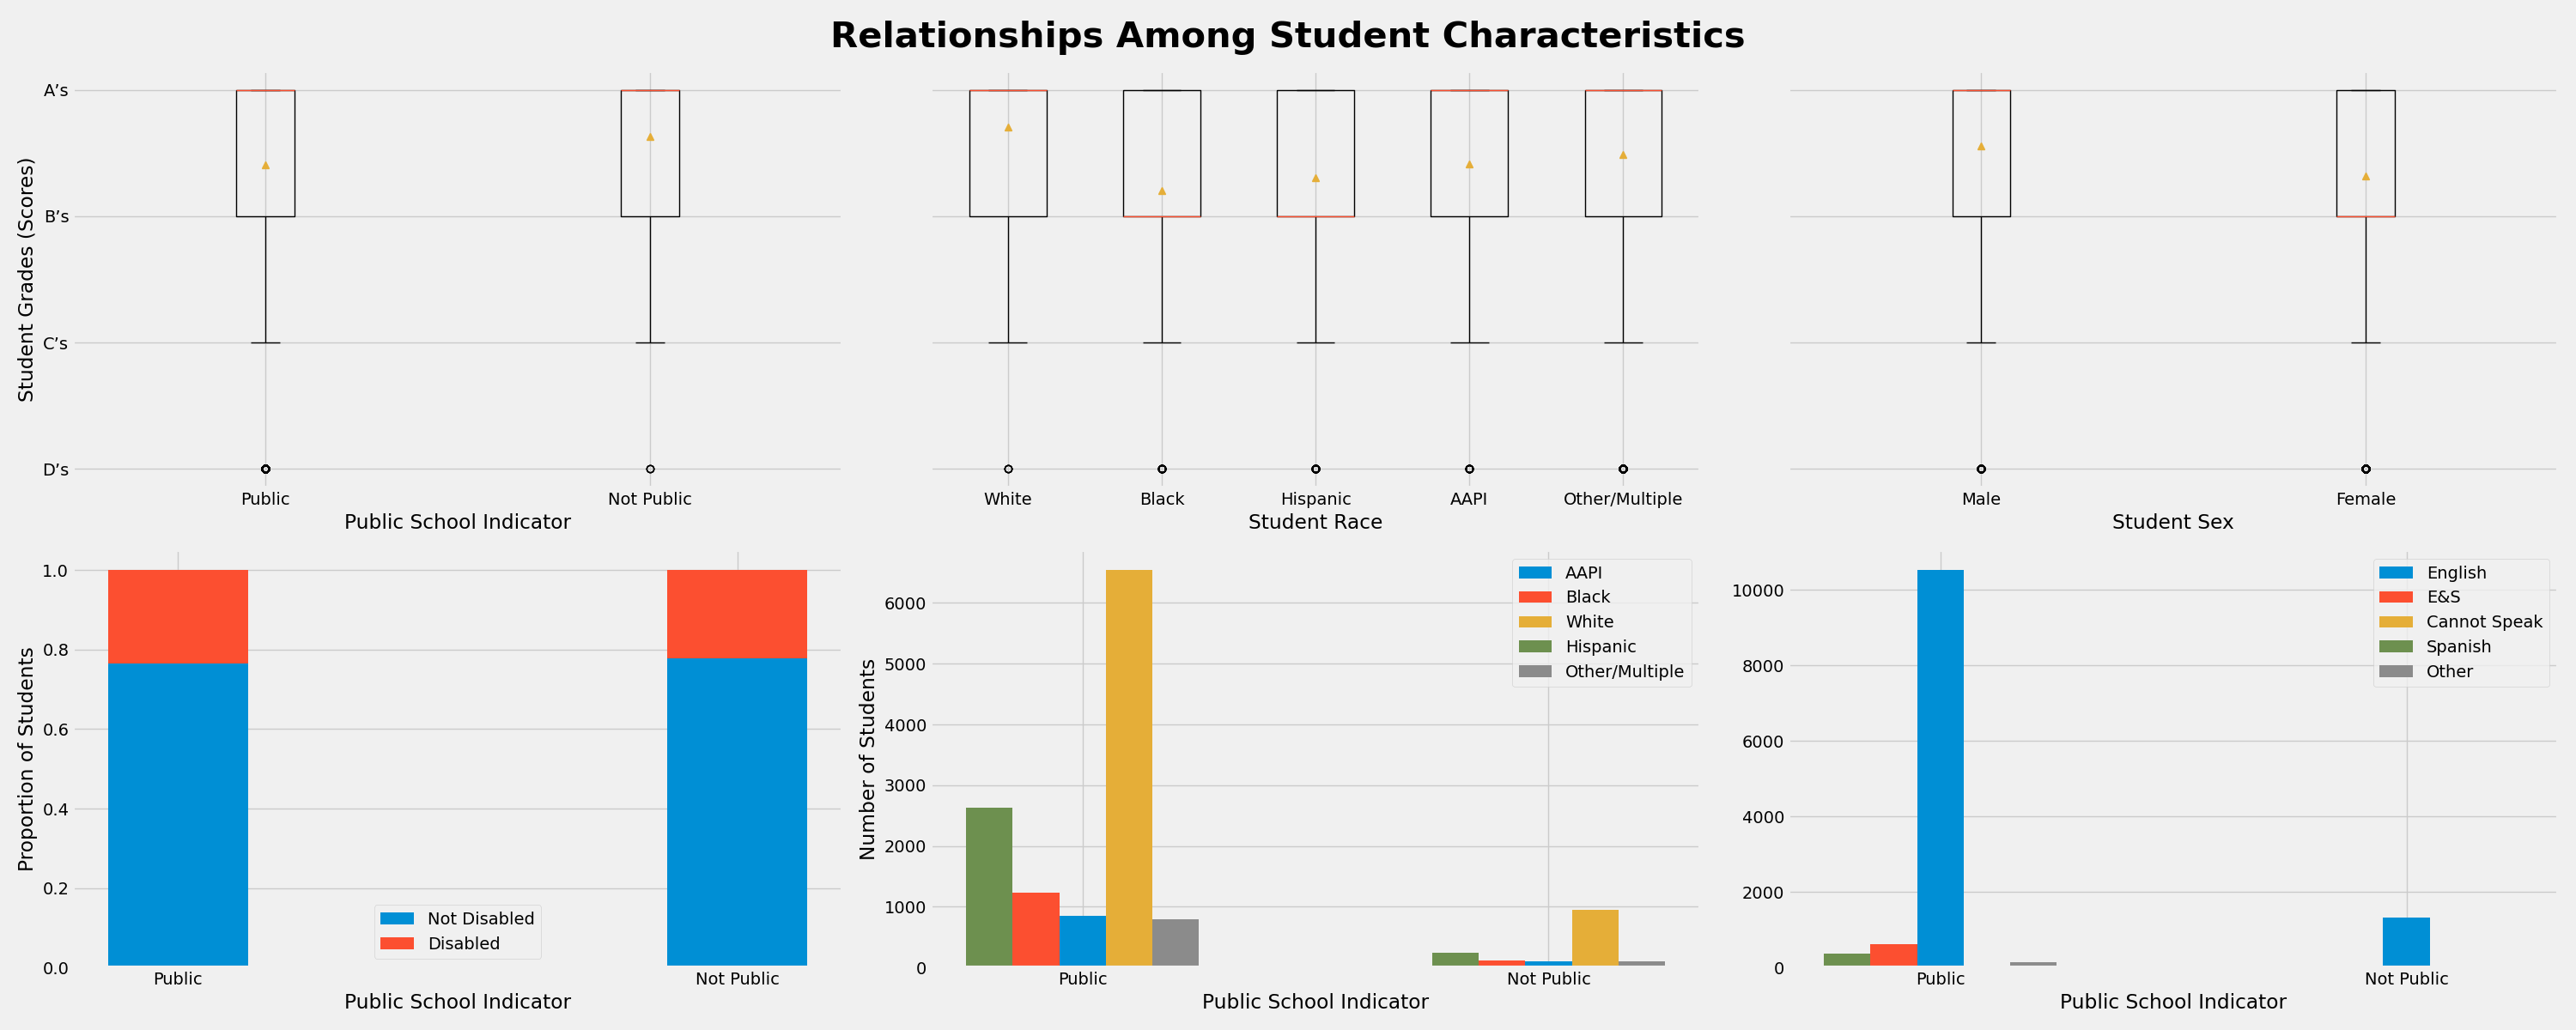 Relationships Among Student Characteristics
Student Grades (Scores)
A’s
B’s
C’s
D’s
Public
Not Public
Public School Indicator
White
Black
Hispanic
AAPI
Other/Multiple
Student Race
Male
Female
Student Sex
Proportion of Students
1.0
0.8
0.6
0.4
0.2
0.0
Not Disabled
Disabled
Public
Not Public
Public School Indicator
Number of Students
6000
5000
4000
3000
2000
1000
0
AAPI
Black
White
Hispanic
Other/Multiple
Public
Not Public
Public School Indicator
10000
8000
6000
4000
2000
0
English
E&S
Cannot Speak
Spanish
Other
Public
Not Public
Public School Indicator